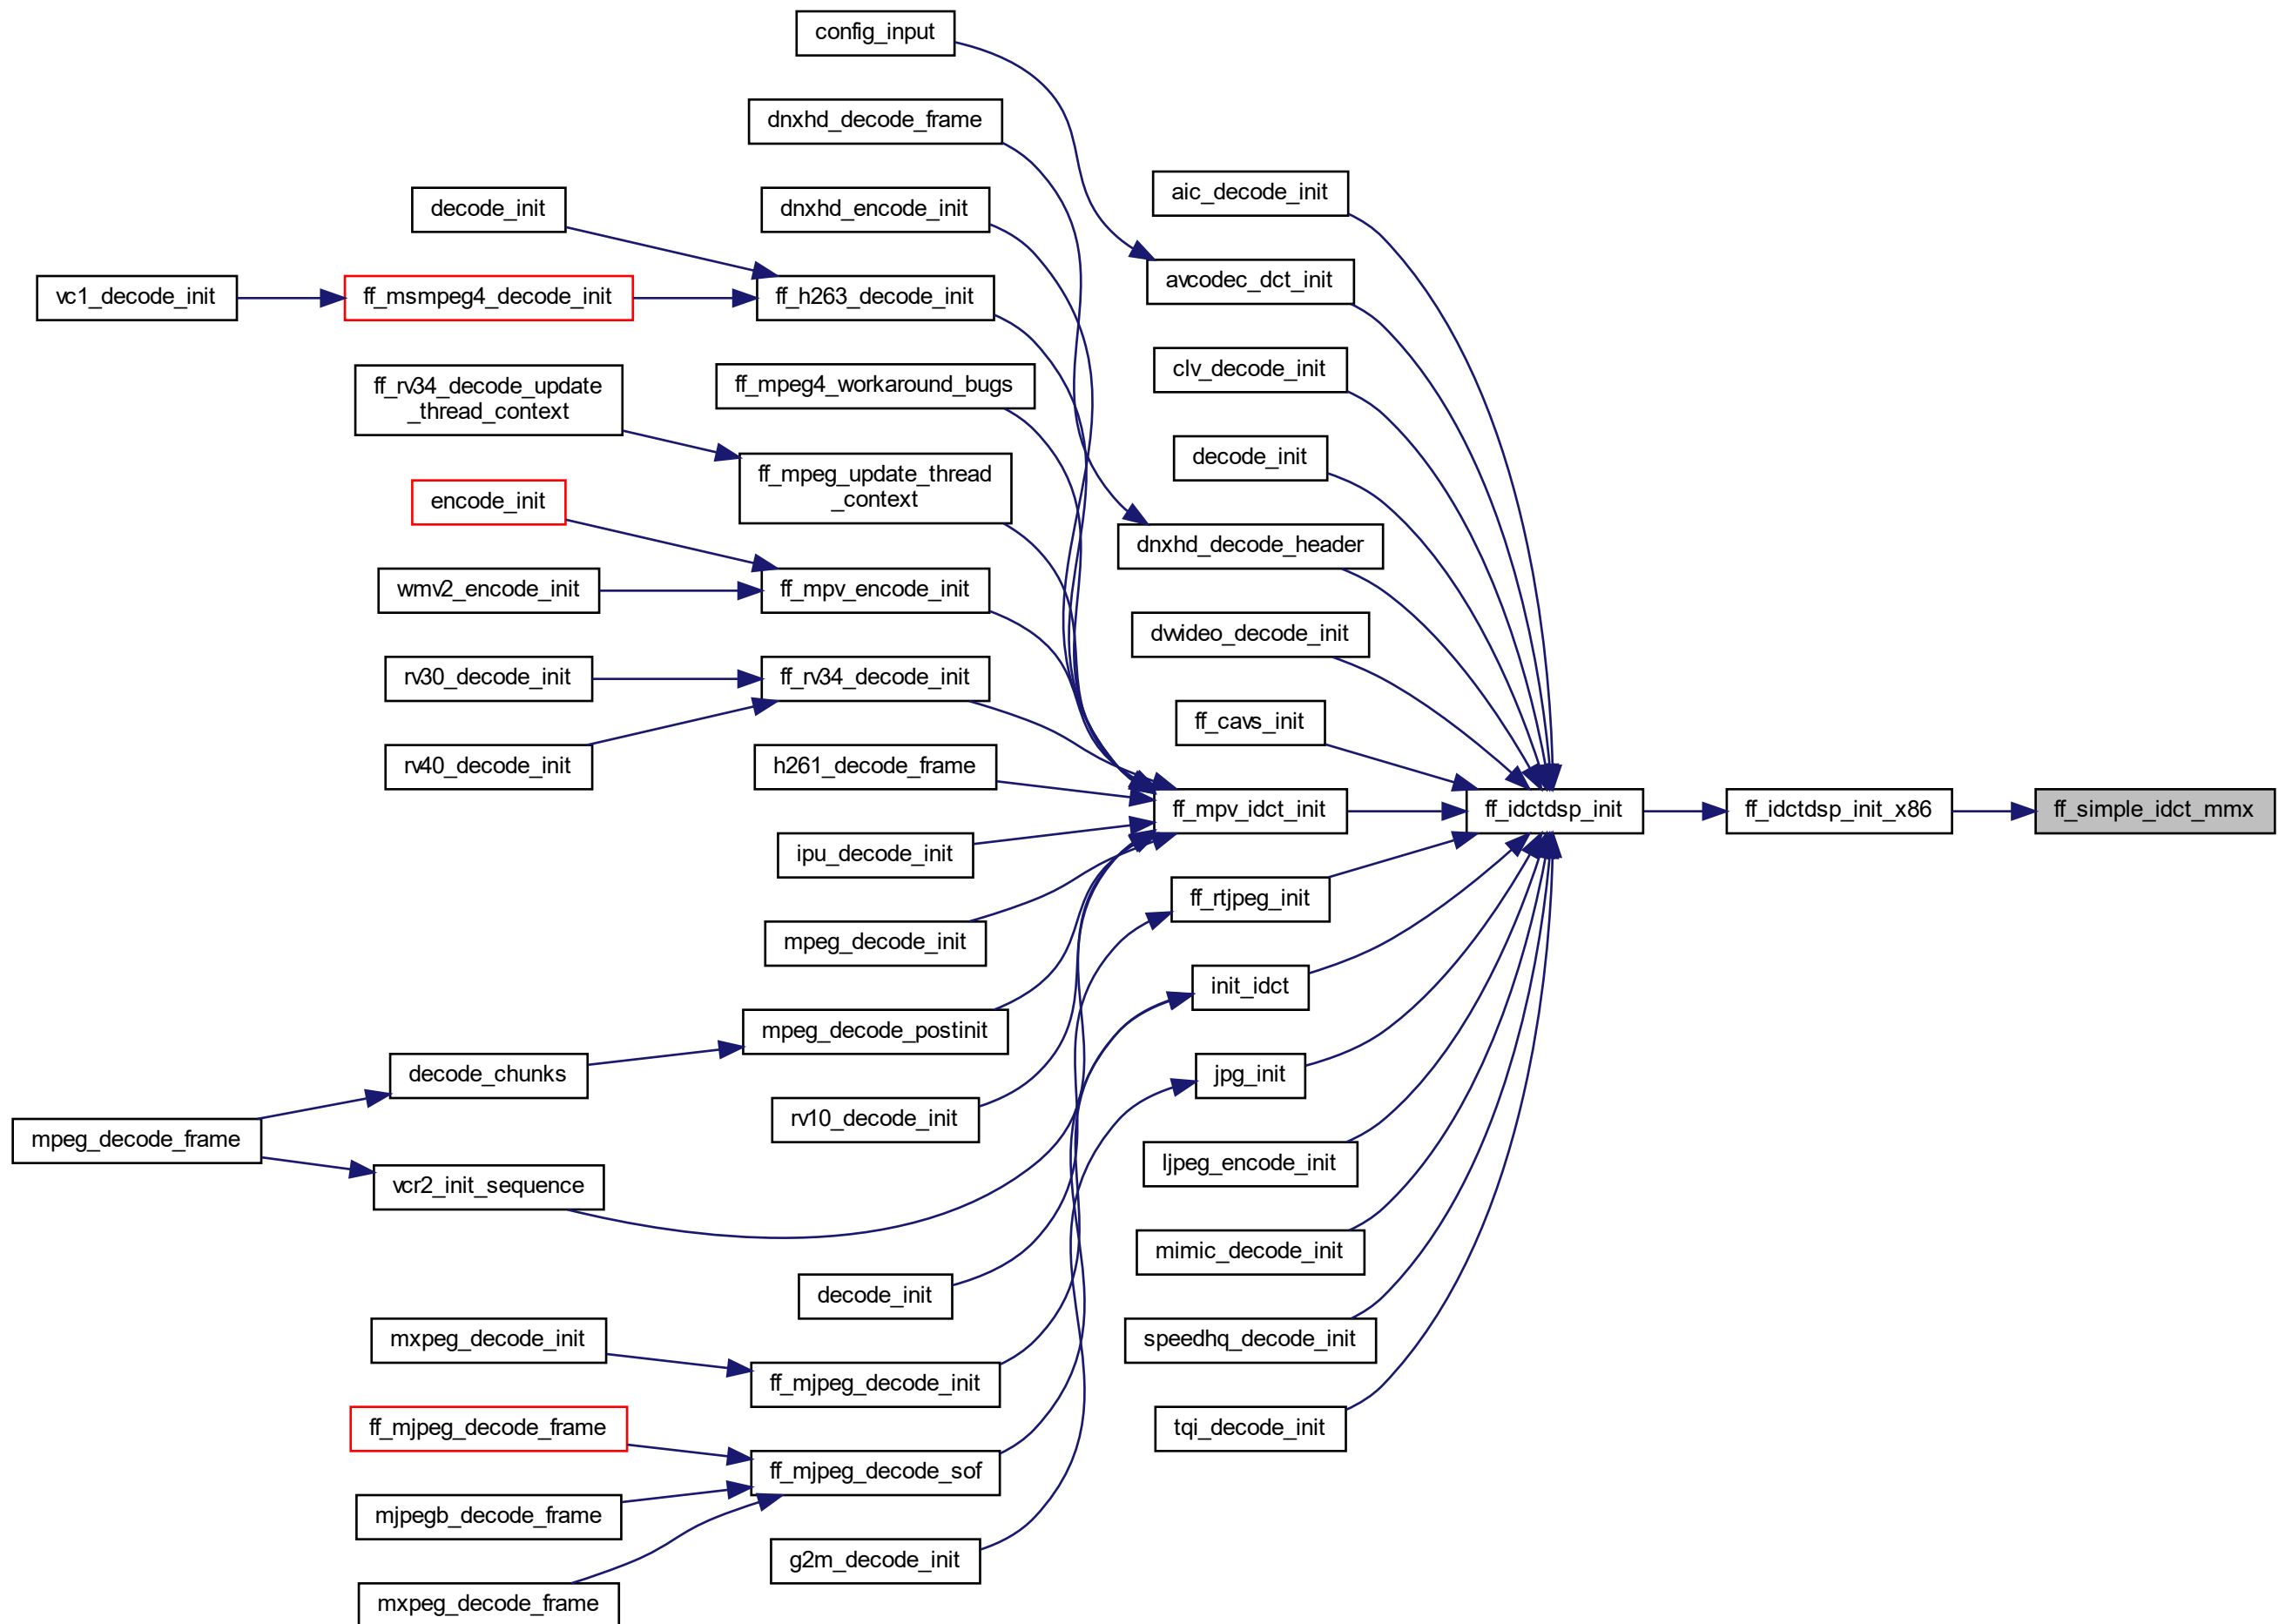 config_input
dnxhd_decode_frame
aic_decode_init
decode_init
dnxhd_encode_init
avcodec_dct_init
vc1_decode_init
ff_msmpeg4_decode_init
ff_h263_decode_init
clv_decode_init
ff_rv34_decode_update
_thread_context
ff_mpeg4_workaround_bugs
decode_init
ff_mpeg_update_thread
_context
encode_init
dnxhd_decode_header
wmv2_encode_init
ff_mpv_encode_init
dvvideo_decode_init
rv30_decode_init
ff_rv34_decode_init
ff_cavs_init
rv40_decode_init
h261_decode_frame
ff_mpv_idct_init
ff_idctdsp_init
ff_idctdsp_init_x86
ff_simple_idct_mmx
ipu_decode_init
ff_rtjpeg_init
mpeg_decode_init
init_idct
mpeg_decode_postinit
decode_chunks
jpg_init
rv10_decode_init
mpeg_decode_frame
ljpeg_encode_init
vcr2_init_sequence
mimic_decode_init
decode_init
mxpeg_decode_init
speedhq_decode_init
ff_mjpeg_decode_init
ff_mjpeg_decode_frame
tqi_decode_init
ff_mjpeg_decode_sof
mjpegb_decode_frame
g2m_decode_init
mxpeg_decode_frame